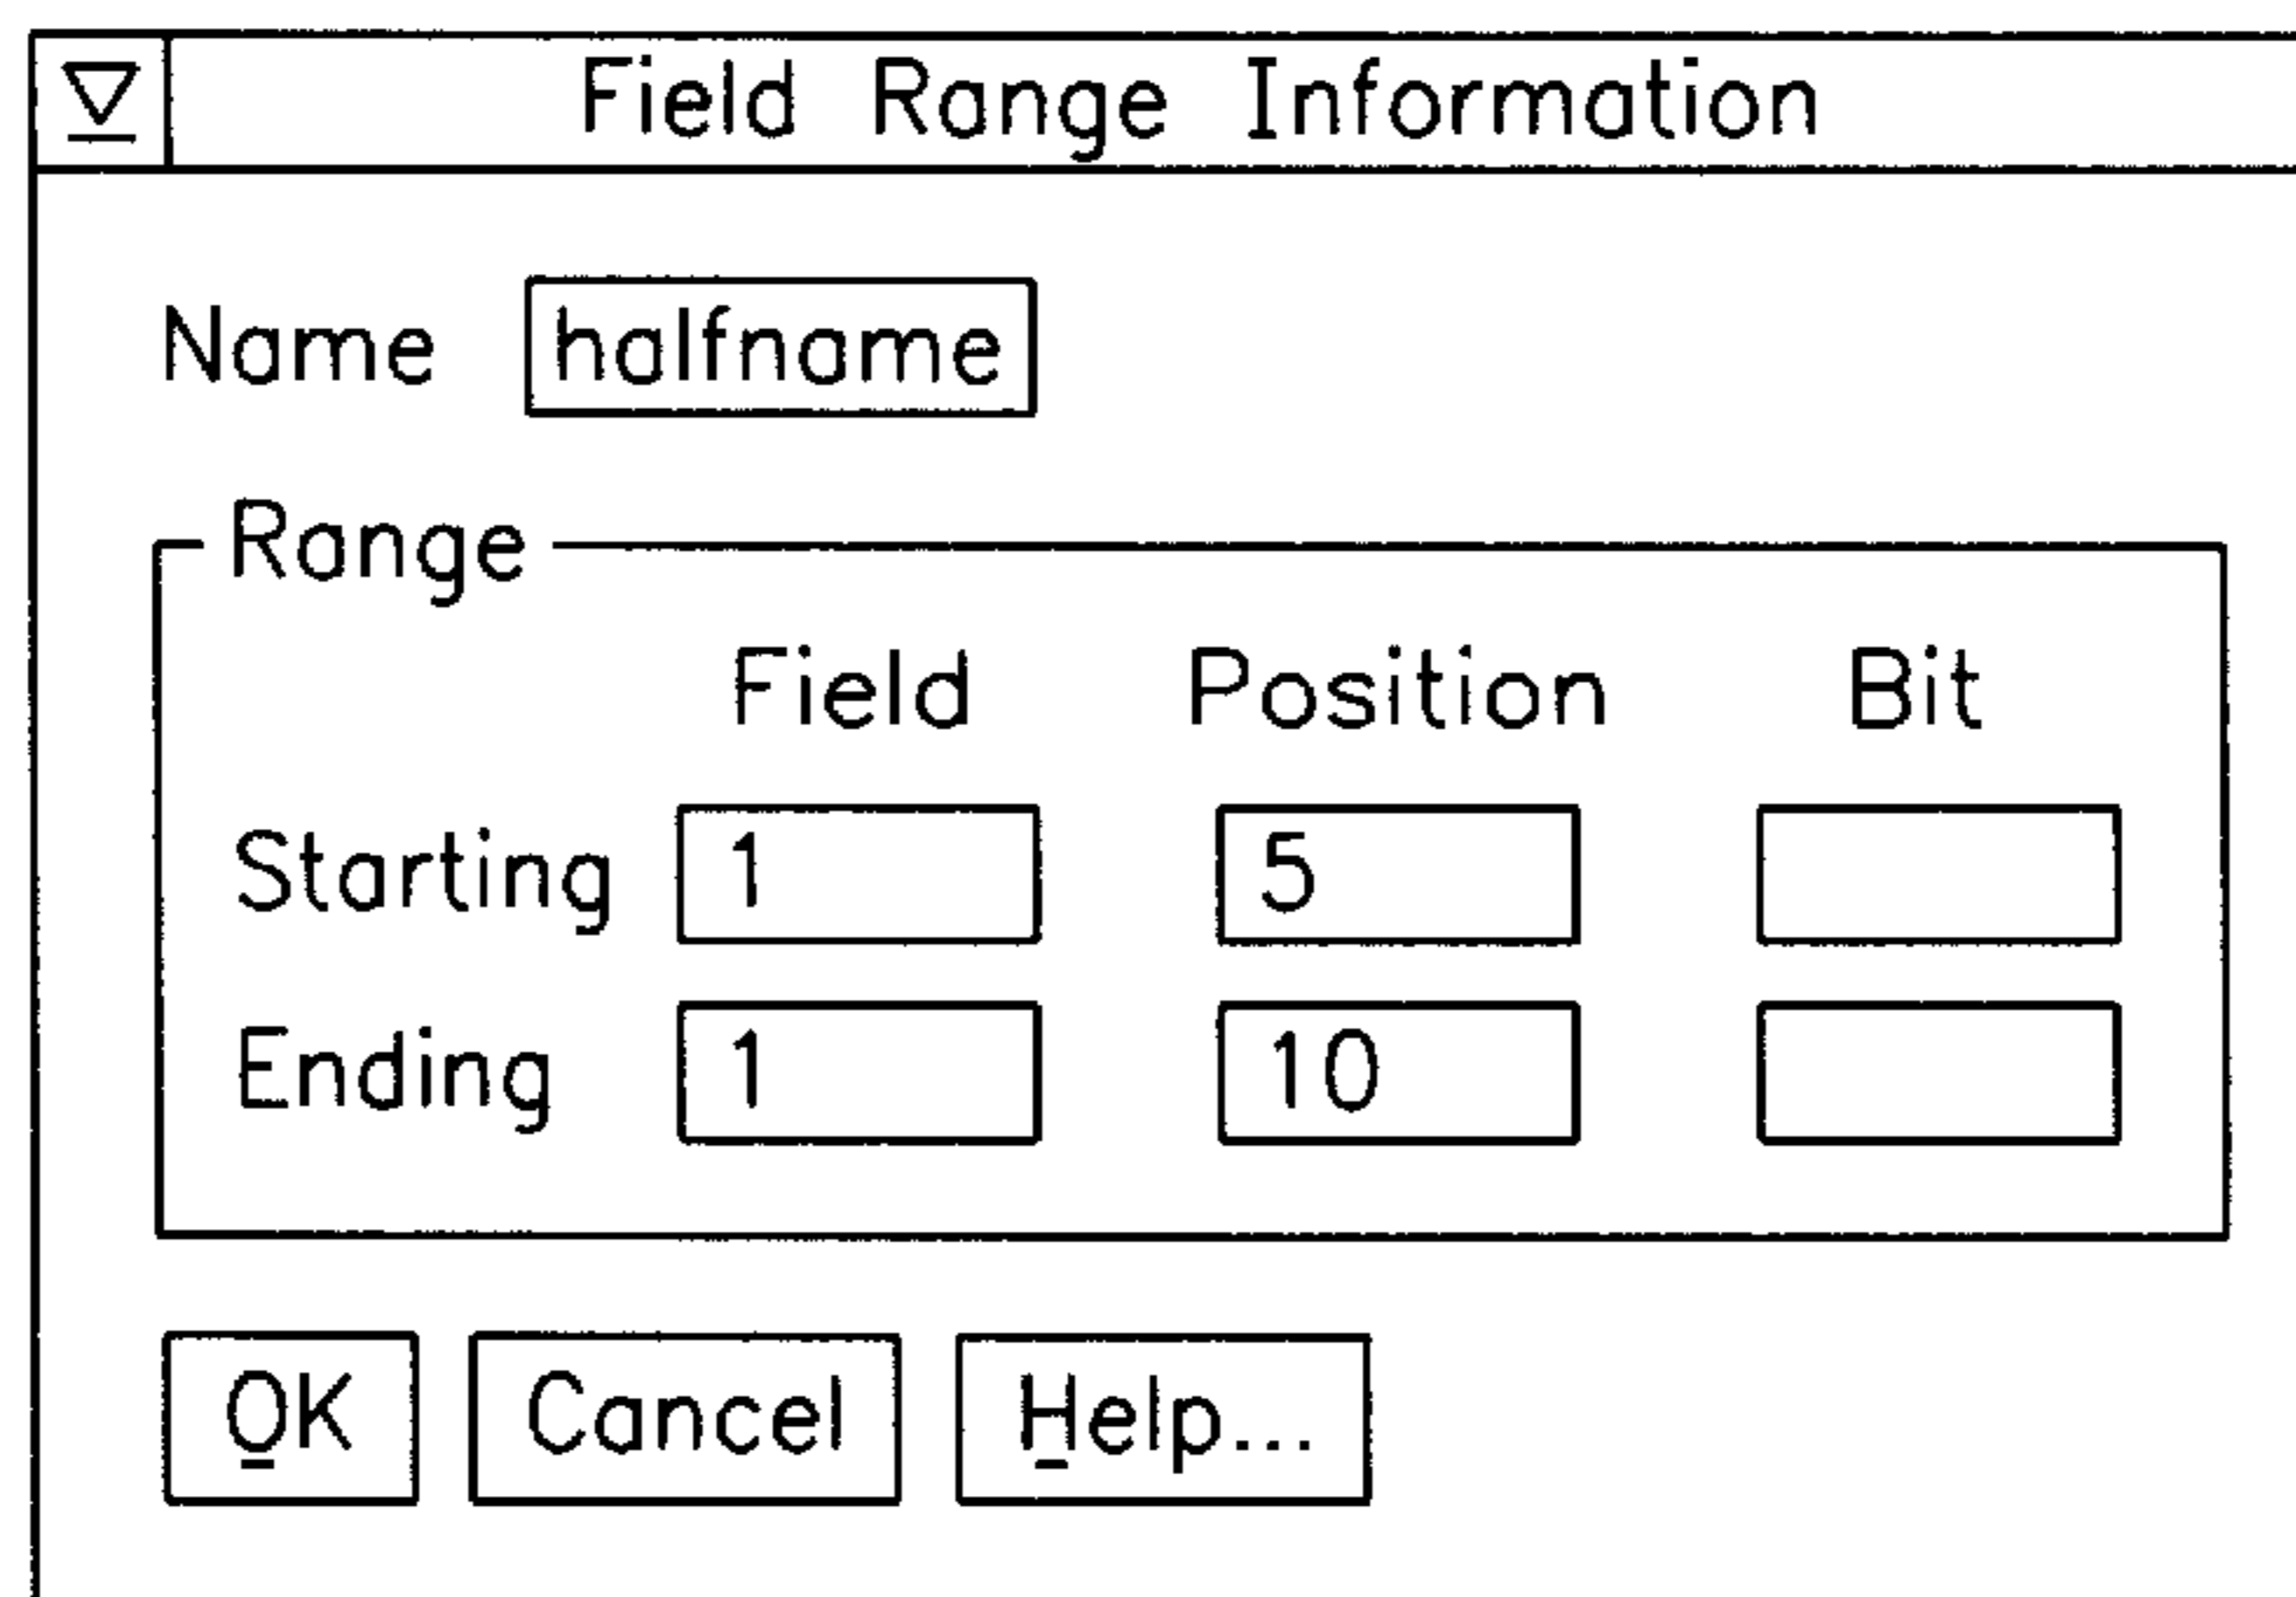 Field Range Information
Name halfname
Range
Field Position Bit
Starting 1 5
Ending 1 10
OK Cancel Help...